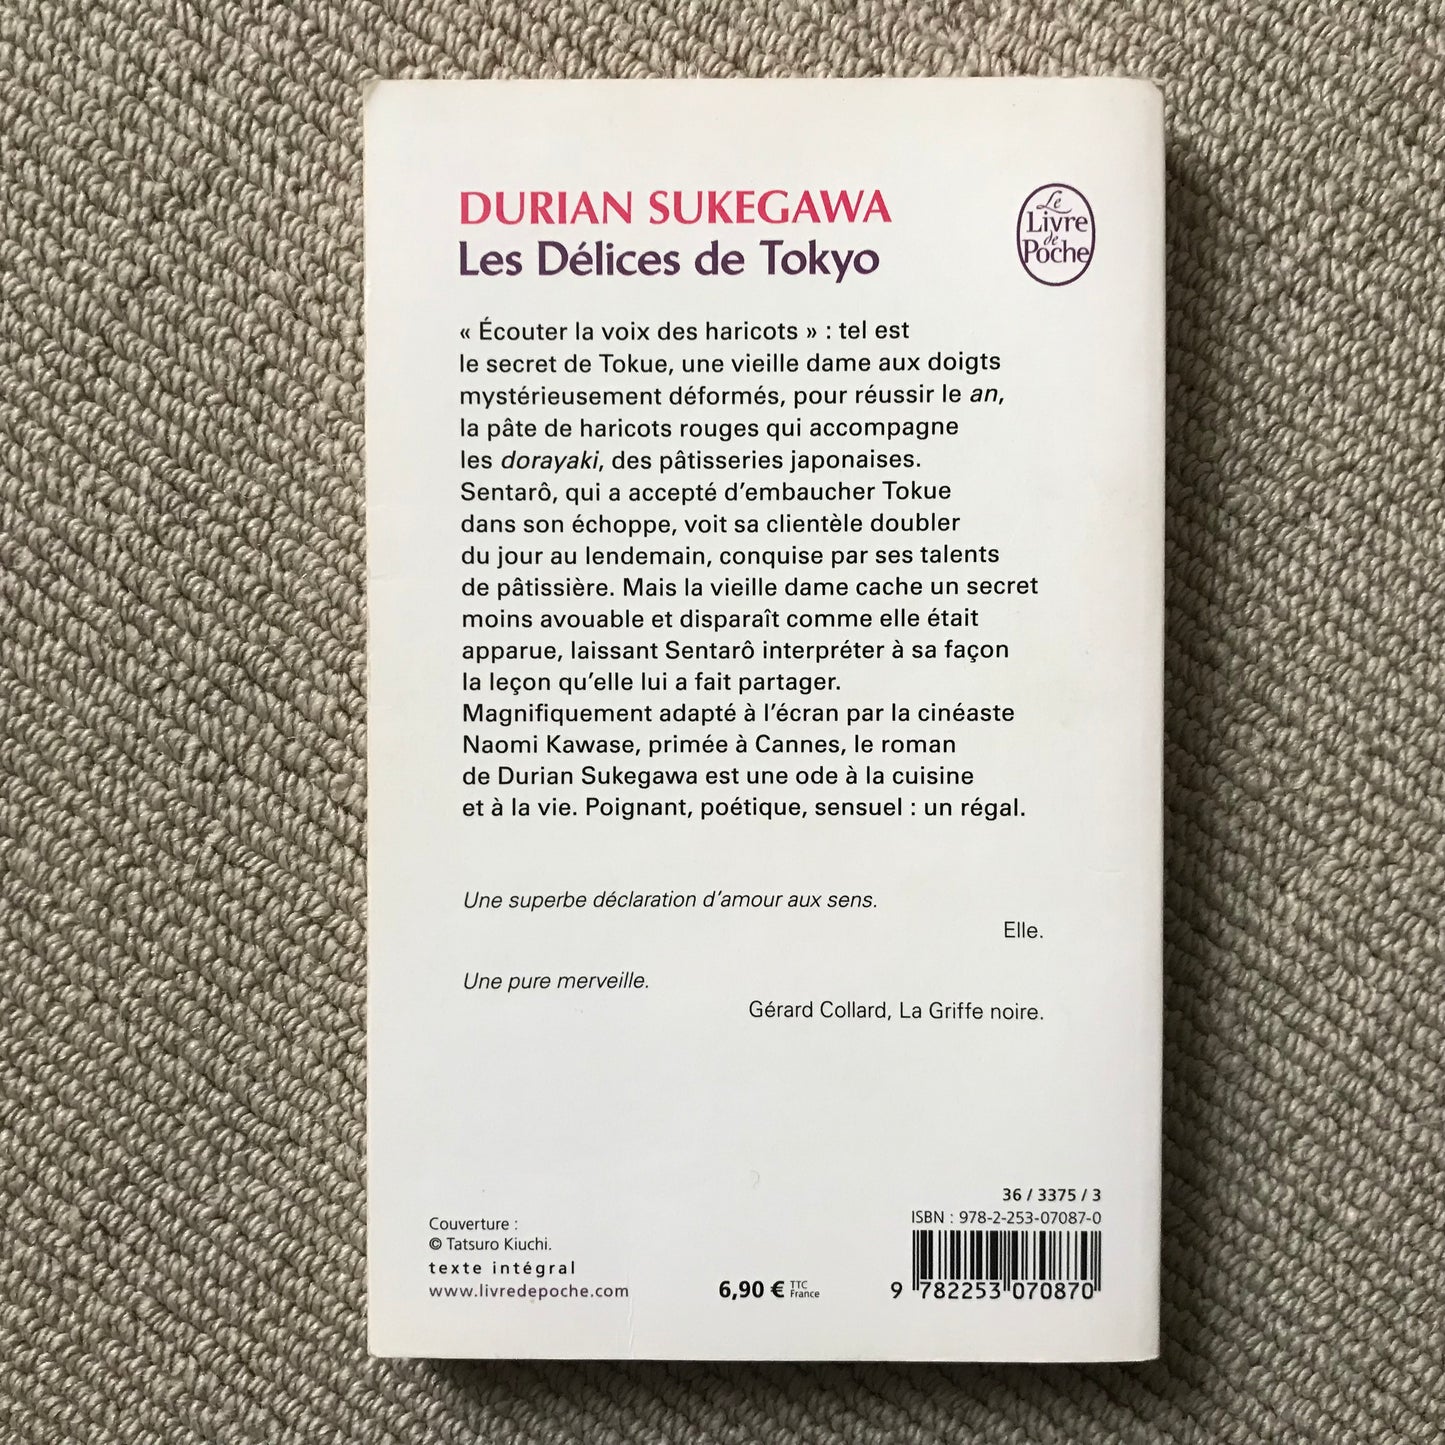 DURIAN SUKEGAWA
Les Délices de Tokyo
Le
Livre
de
Poche
« Écouter la voix des haricots » : tel est
le secret de Tokue, une vieille dame aux doigts
mystérieusement déformés, pour réussir le an,
la pâte de haricots rouges qui accompagne
les dorayaki, des pâtisseries japonaises.
Sentarô, qui a accepté d’embaucher Tokue
dans son échoppe, voit sa clientèle doubler
du jour au lendemain, conquise par ses talents
de pâtissière. Mais la vieille dame cache un secret
moins avouable et disparaît comme elle était
apparue, laissant Sentarô interpréter à sa façon
la leçon qu’elle lui a fait partager.
Magnifiquement adapté à l’écran par la cinéaste
Naomi Kawase, primée à Cannes, le roman
de Durian Sukegawa est une ode à la cuisine
et à la vie. Poignant, poétique, sensuel : un régal.
Une superbe déclaration d’amour aux sens.
Elle.
Une pure merveille.
Gérard Collard, La Griffe noire.
Couverture :
© Tatsuro Kiuchi.
texte intégral
www.livredepoche.com
6,90 € TTC
France
36 / 3375 / 3
ISBN : 978-2-253-07087-0
9 782253 070870